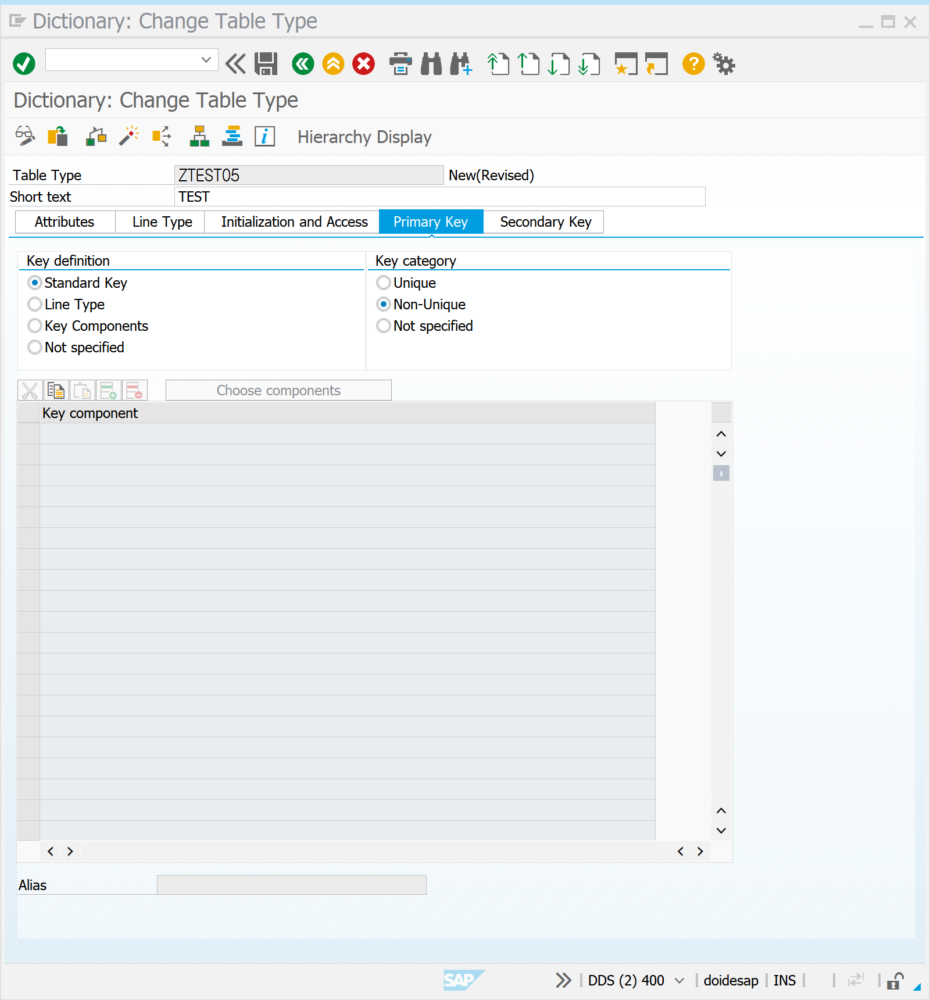 Dictionary: Change Table Type
Dictionary: Change Table Type
Hierarchy Display
Table Type ZTEST05 New(Revised)
Short text TEST
Attributes Line Type Initialization and Access Primary Key Secondary Key
Key definition Key category
Standard Key Unique
Line Type Non-Unique
Key Components Not specified
Not specified
Choose components
Key component
Alias
SAP DDS (2) 400 doidesap INS